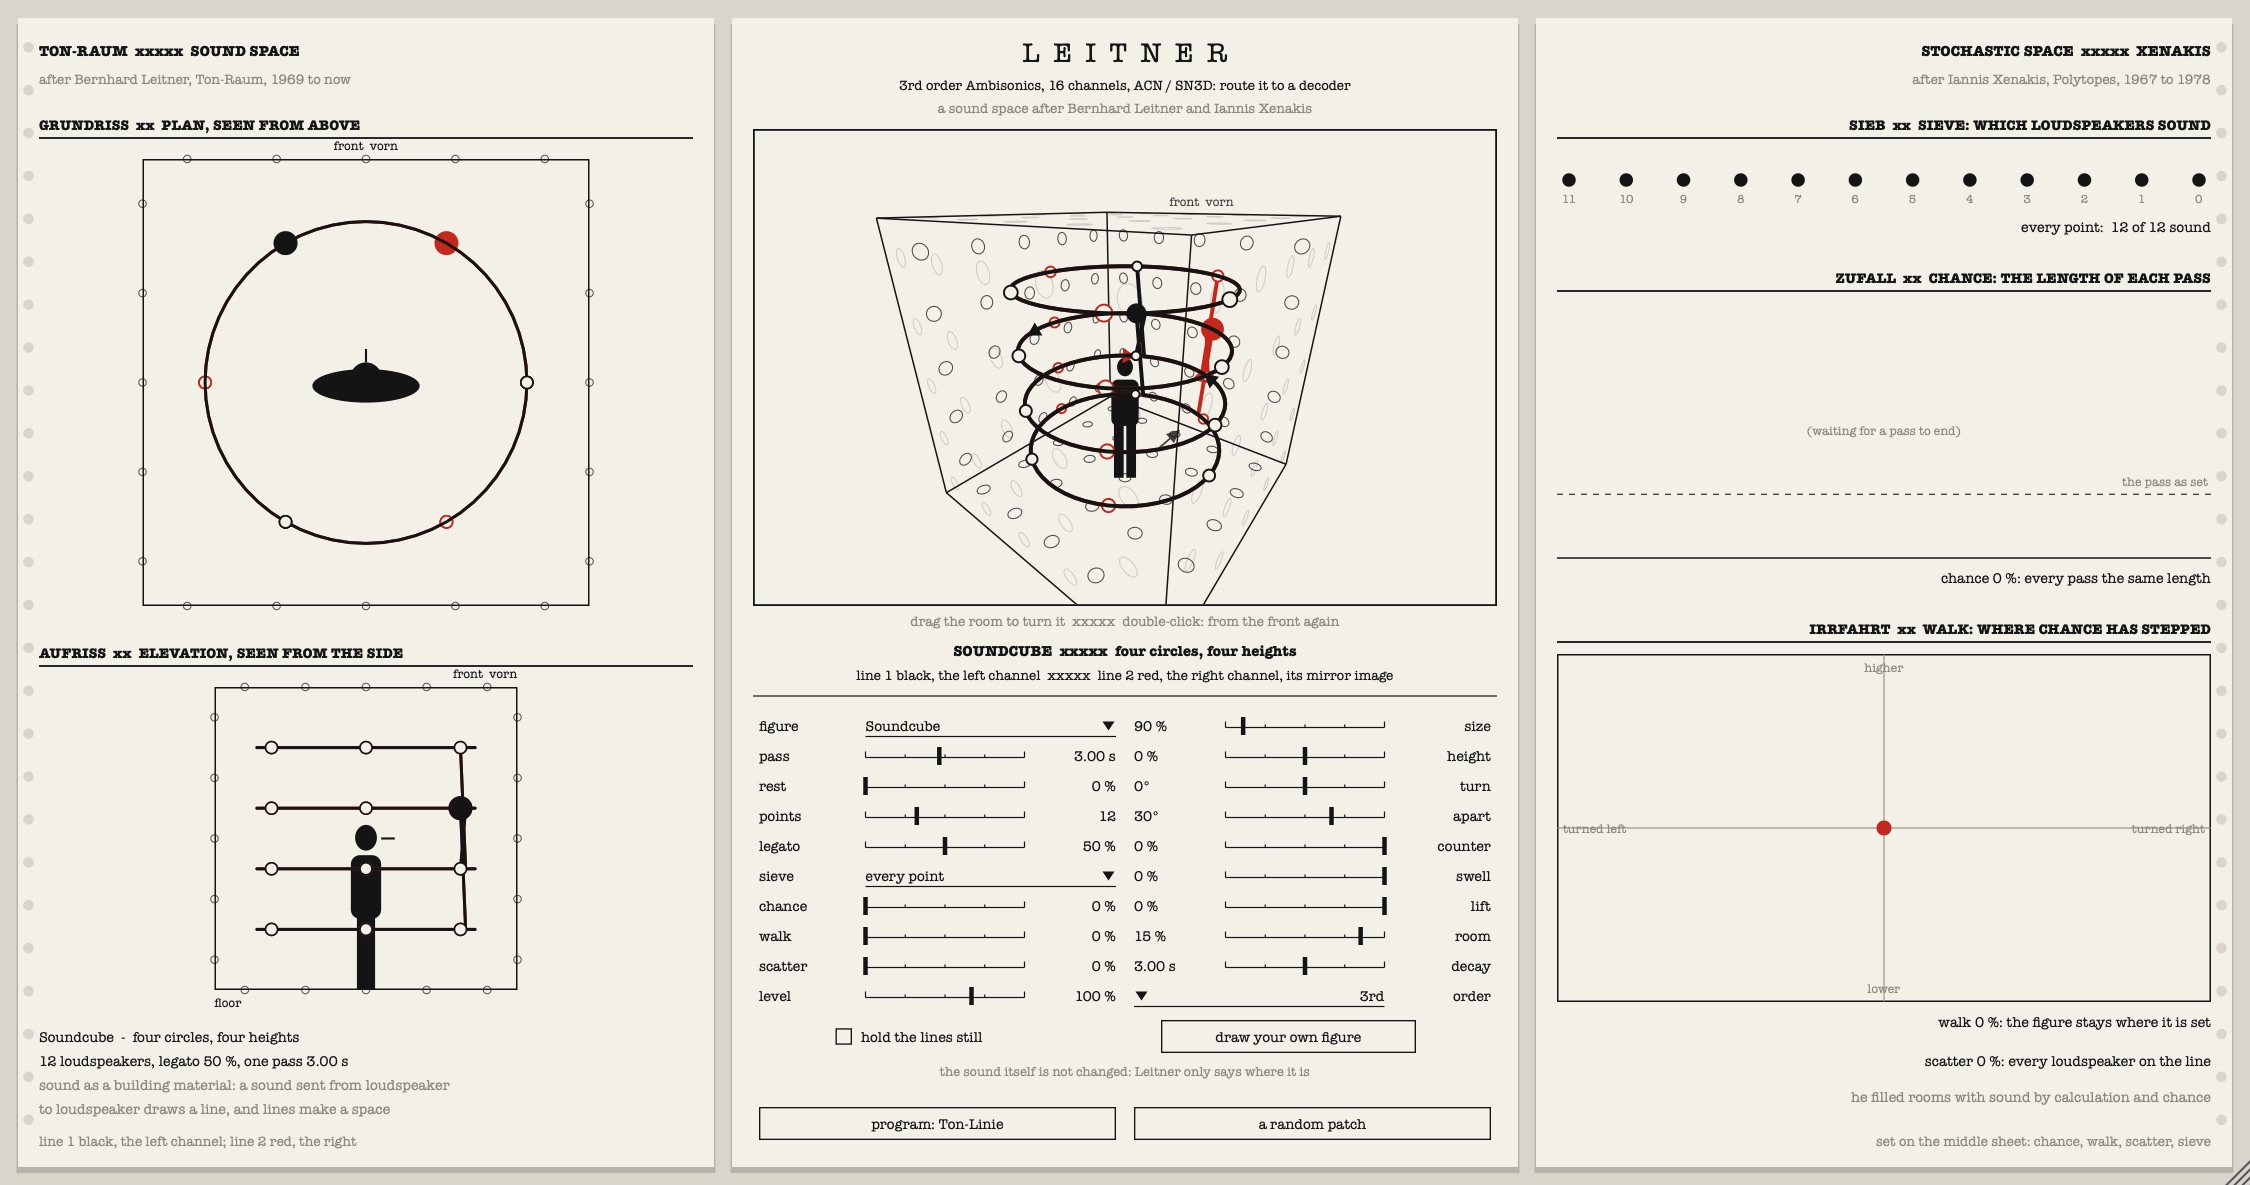 TON-RAUM xxxxx SOUND SPACE
after Bernhard Leitner, Ton-Raum, 1969 to now
GRUNDRISS xx PLAN, SEEN FROM ABOVE
front vorn
AUFRISS xx ELEVATION, SEEN FROM THE SIDE
front vorn
floor
Soundcube - four circles, four heights
12 loudspeakers, legato 50 %, one pass 3.00 s
sound as a building material: a sound sent from loudspeaker
to loudspeaker draws a line, and lines make a space
line 1 black, the left channel; line 2 red, the right
LEITNER
3rd order Ambisonics, 16 channels, ACN / SN3D: route it to a decoder
a sound space after Bernhard Leitner and Iannis Xenakis
front vorn
drag the room to turn it xxxxx double-click: from the front again
SOUNDCUBE xxxxx four circles, four heights
line 1 black, the left channel xxxxx line 2 red, the right channel, its mirror image
figure Soundcube 90 % size
pass 3.00 s 0 % height
rest 0 % 0° turn
points 12 30° apart
legato 50 % 0 % counter
sieve every point 0 % swell
chance 0 % 0 % lift
walk 0 % 15 % room
scatter 0 % 3.00 s decay
level 100 % 3rd order
hold the lines still draw your own figure
the sound itself is not changed: Leitner only says where it is
program: Ton-Linie a random patch
STOCHASTIC SPACE xxxxx XENAKIS
after Iannis Xenakis, Polytopes, 1967 to 1978
SIEB xx SIEVE: WHICH LOUDSPEAKERS SOUND
11 10 9 8 7 6 5 4 3 2 1 0
every point: 12 of 12 sound
ZUFALL xx CHANCE: THE LENGTH OF EACH PASS
(waiting for a pass to end)
the pass as set
chance 0 %: every pass the same length
IRRFAHRT xx WALK: WHERE CHANCE HAS STEPPED
higher
turned left turned right
lower
walk 0 %: the figure stays where it is set
scatter 0 %: every loudspeaker on the line
he filled rooms with sound by calculation and chance
set on the middle sheet: chance, walk, scatter, sieve